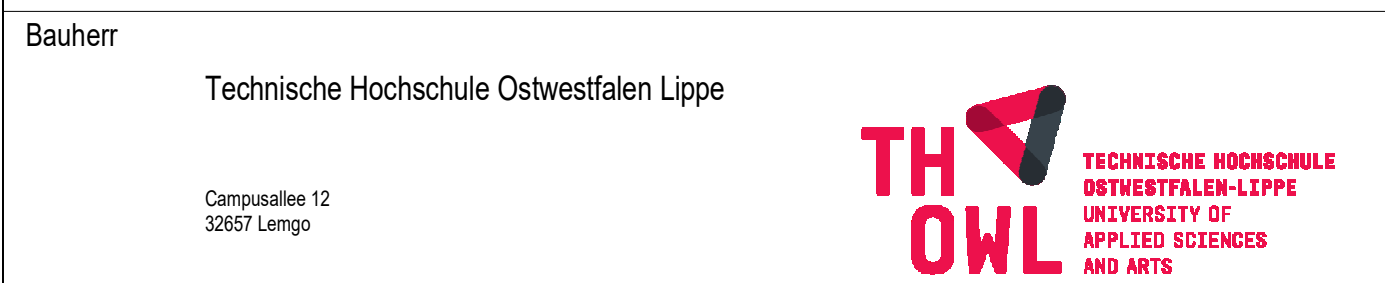 Bauherr
Technische Hochschule Ostwestfalen Lippe
Campusallee 12
32657 Lemgo
TH
OWL
TECHNISCHE HOCHSCHULE
OSTWESTFALEN-LIPPE
UNIVERSITY OF
APPLIED SCIENCES
AND ARTS